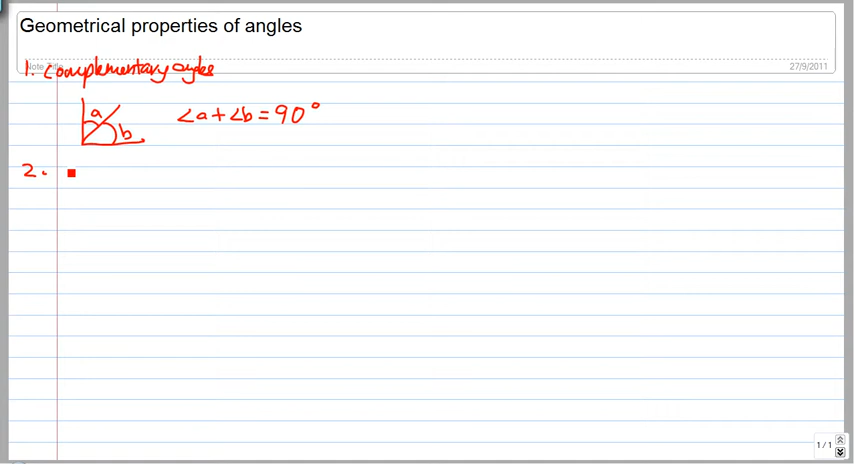 Geometrical properties of angles
Note Title
27/9/2011
1. Complementary angles
a
b
∠a + ∠b = 90°
2.
1 / 1